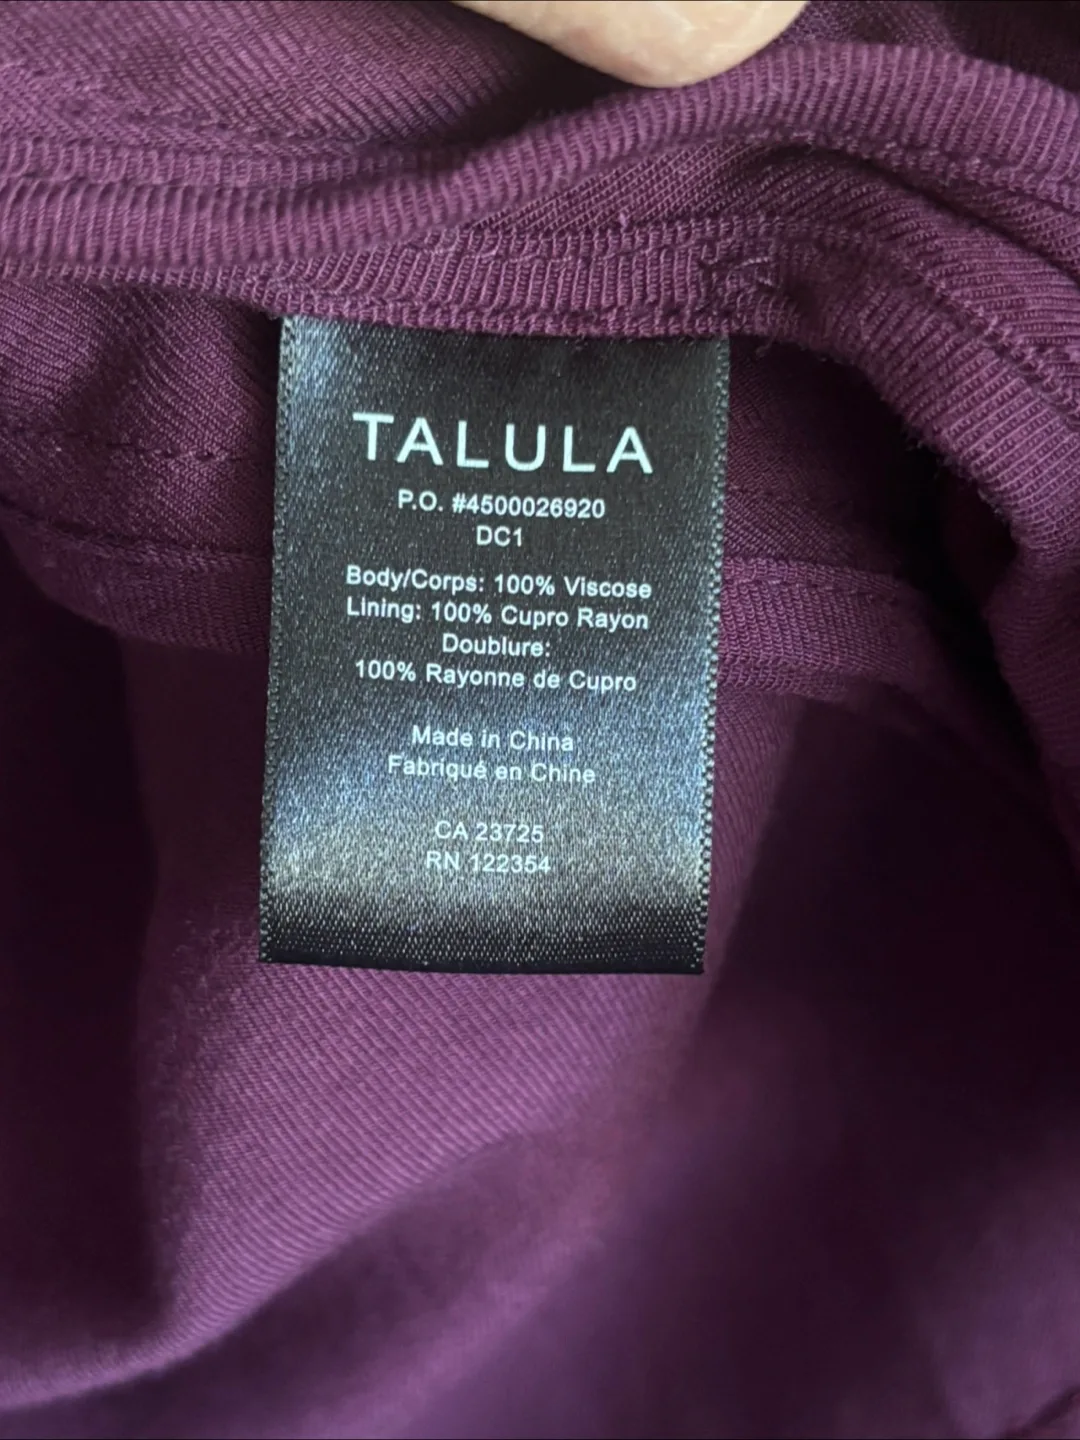 TALULA
P.O. #4500026920
DC1
Body/Corps: 100% Viscose
Lining: 100% Cupro Rayon
Doublure:
100% Rayonne de Cupro
Made in China
Fabriqué en Chine
CA 23725
RN 122354